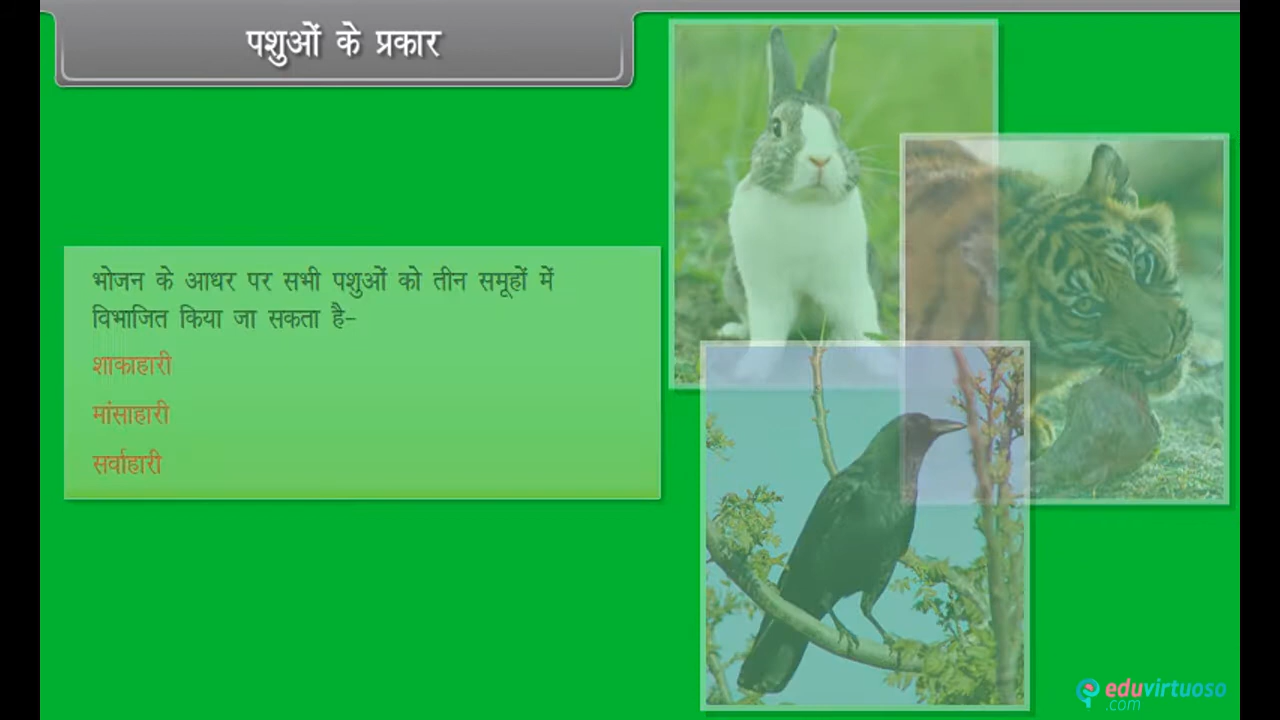 पशुओं के प्रकार
भोजन के आधर पर सभी पशुओं को तीन समूहों में
विभाजित किया जा सकता है-
शाकाहारी
मांसाहारी
सर्वाहारी
eduvirtuoso
.com